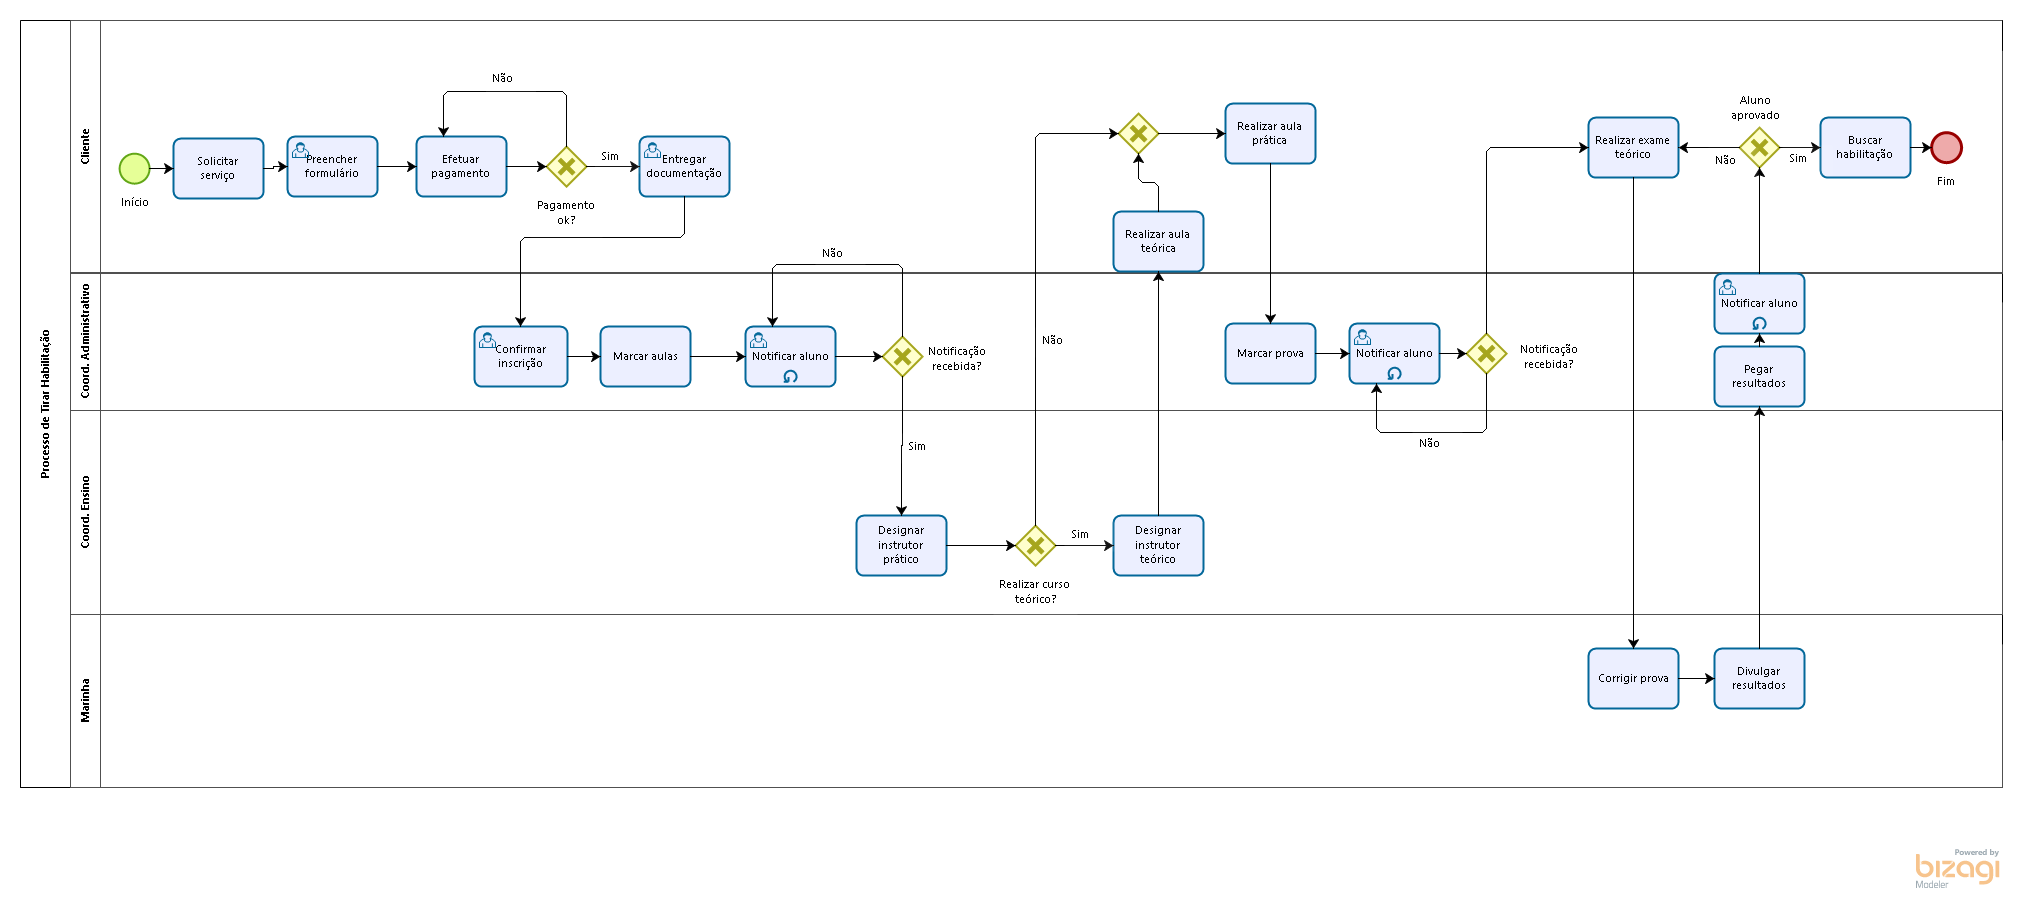 Processo de Tirar Habilitação
Cliente
Início
Solicitar
serviço
Preencher
formulário
Efetuar
pagamento
Não
Pagamento
ok?
Sim
Entregar
documentação
Realizar aula
teórica
Realizar aula
prática
Realizar exame
teórico
Aluno
aprovado
Não
Sim
Buscar
habilitação
Fim
Coord. Administrativo
Confirmar
inscrição
Marcar aulas
Notificar aluno
Não
Notificação
recebida?
Sim
Não
Marcar prova
Notificar aluno
Notificação
recebida?
Não
Notificar aluno
Pegar
resultados
Coord. Ensino
Designar
instrutor
prático
Realizar curso
teórico?
Sim
Designar
instrutor
teórico
Marinha
Corrigir prova
Divulgar
resultados
Powered by
bizagi
Modeler